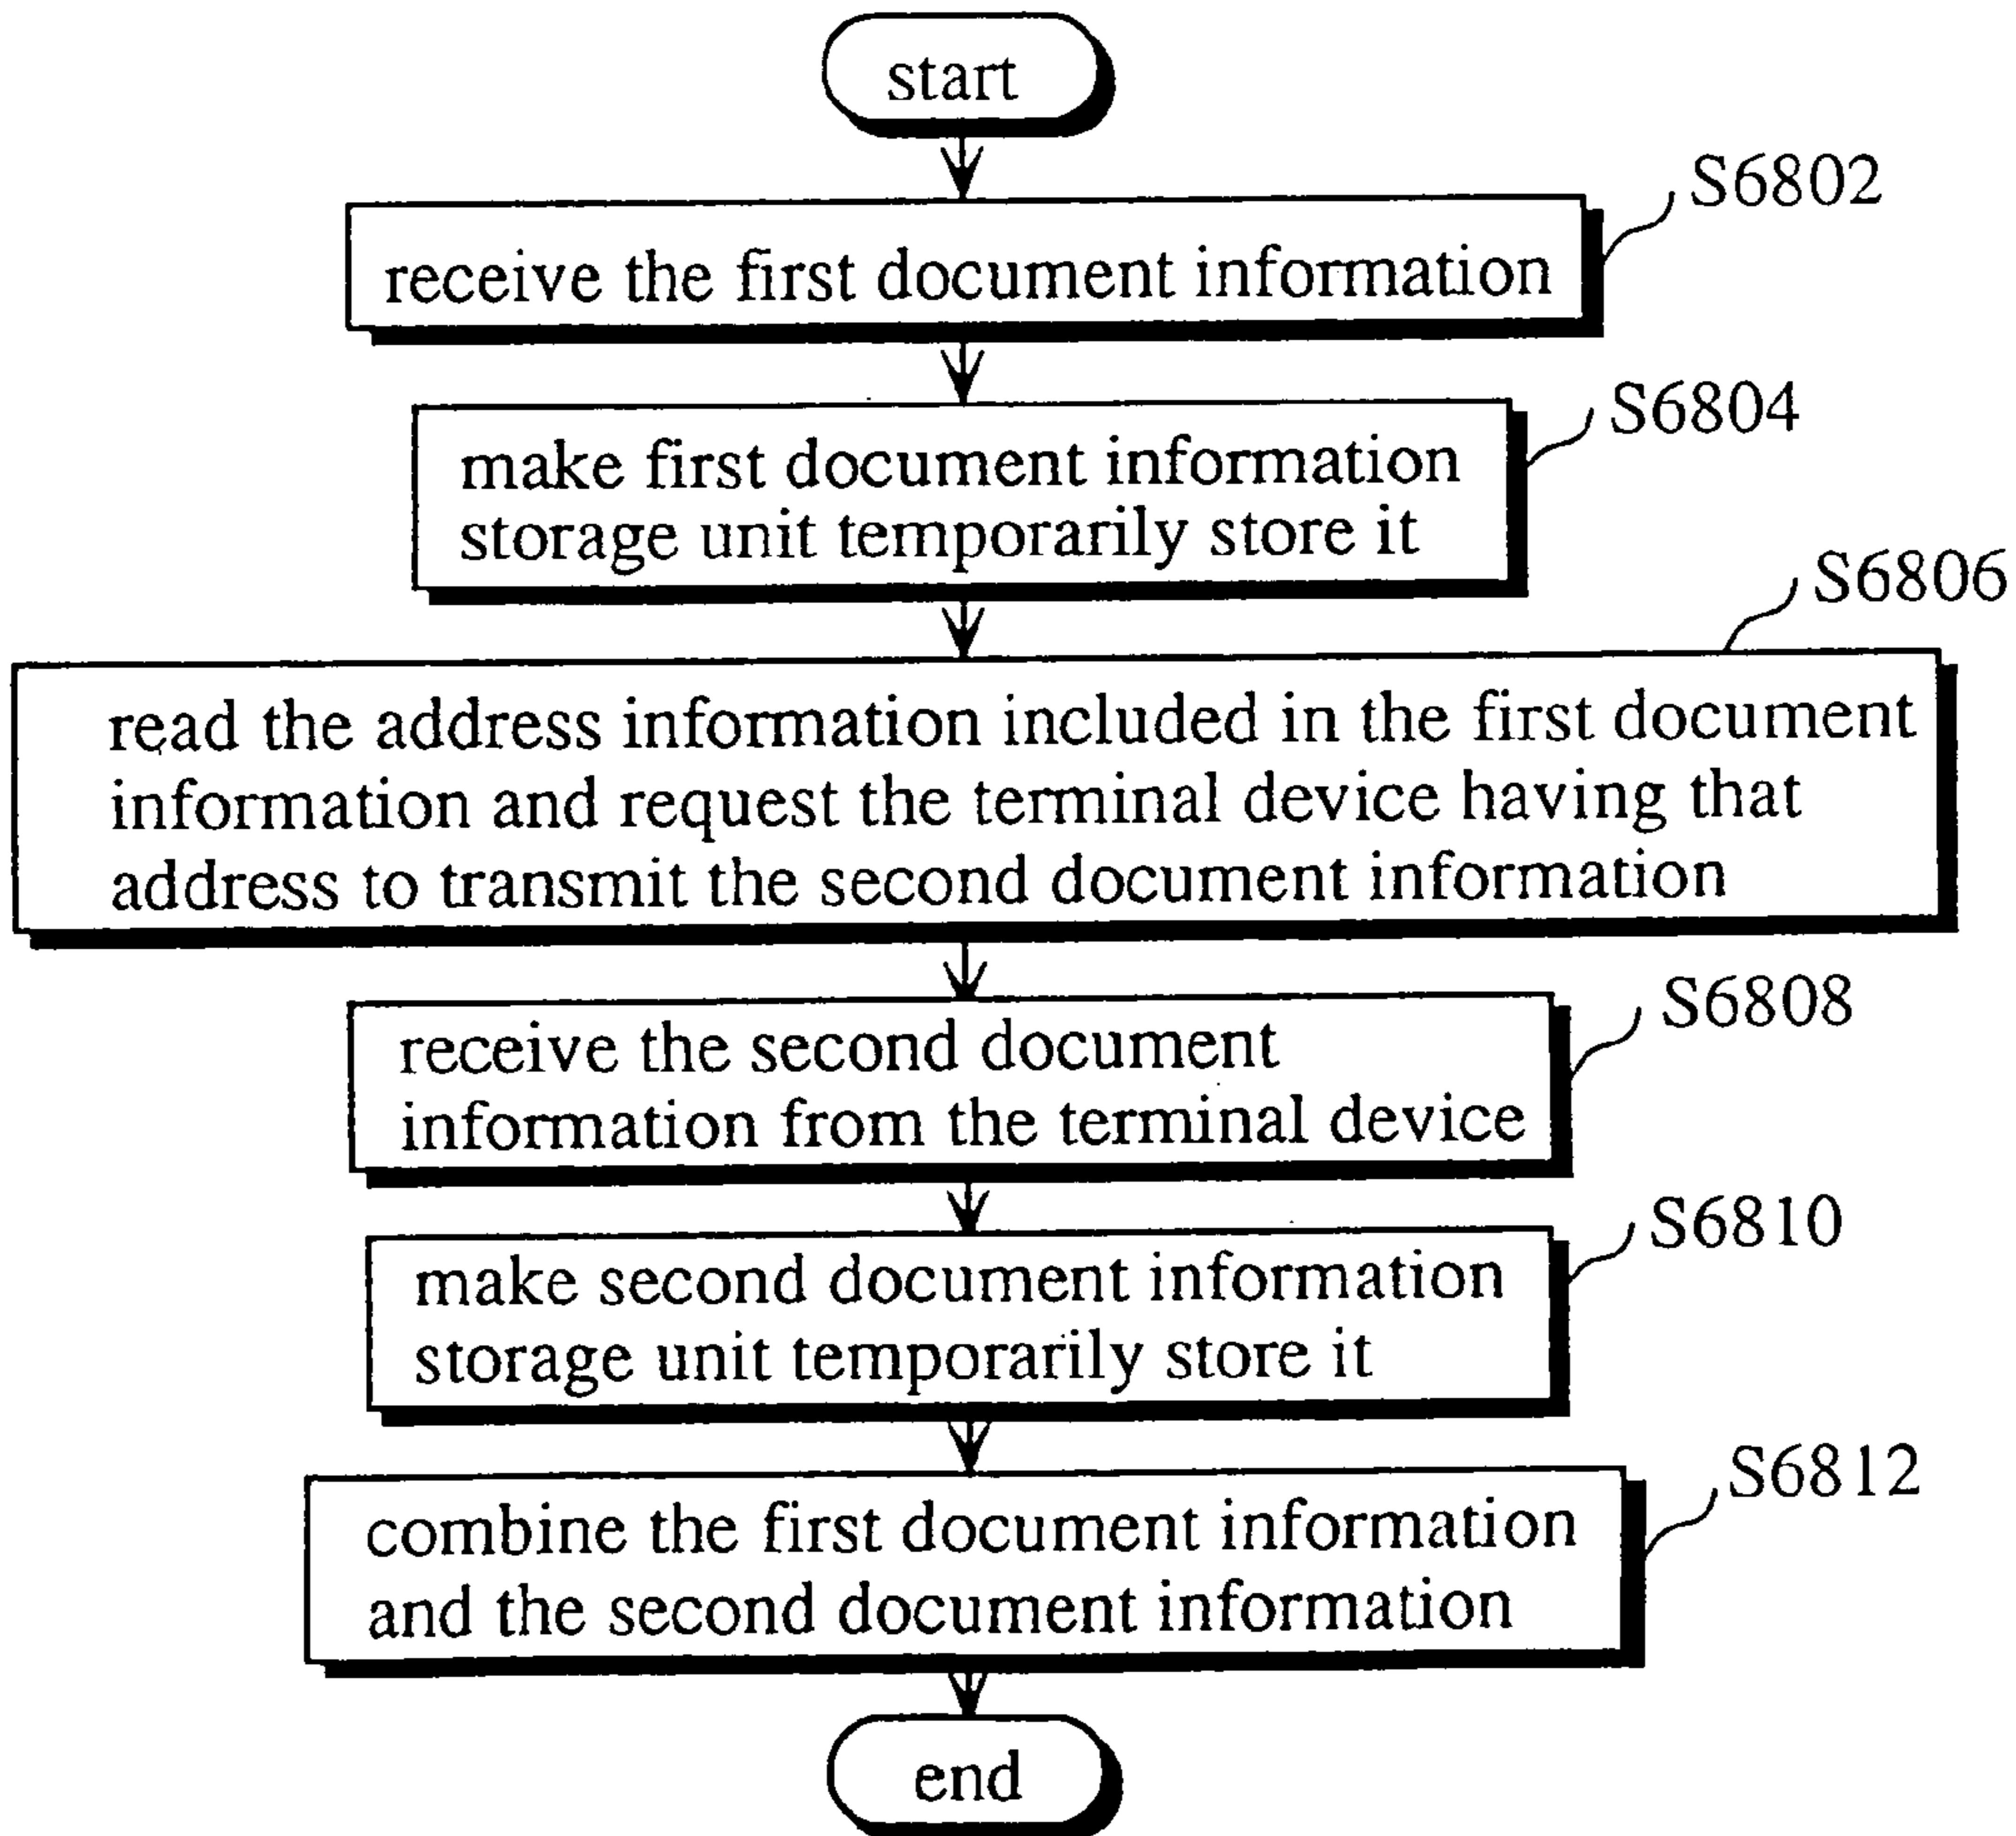 start
S6802
receive the first document information
S6804
make first document information
storage unit temporarily store it
S6806
read the address information included in the first document
information and request the terminal device having that
address to transmit the second document information
S6808
receive the second document
information from the terminal device
S6810
make second document information
storage unit temporarily store it
S6812
combine the first document information
and the second document information
end